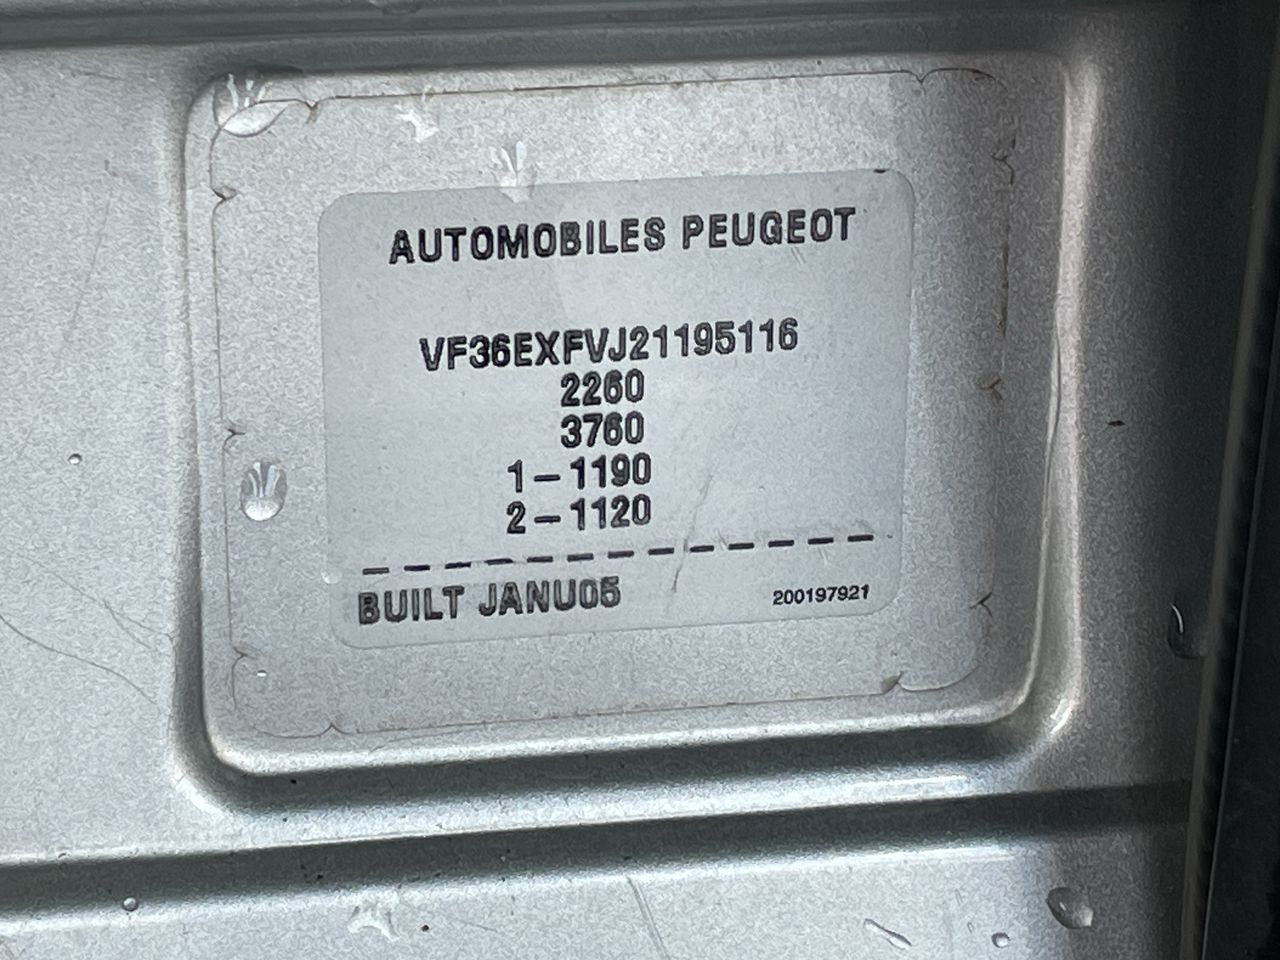 AUTOMOBILES PEUGEOT
VF36EXFVJ21195116
2260
3760
1-1190
2-1120
BUILT JANU05
200197921